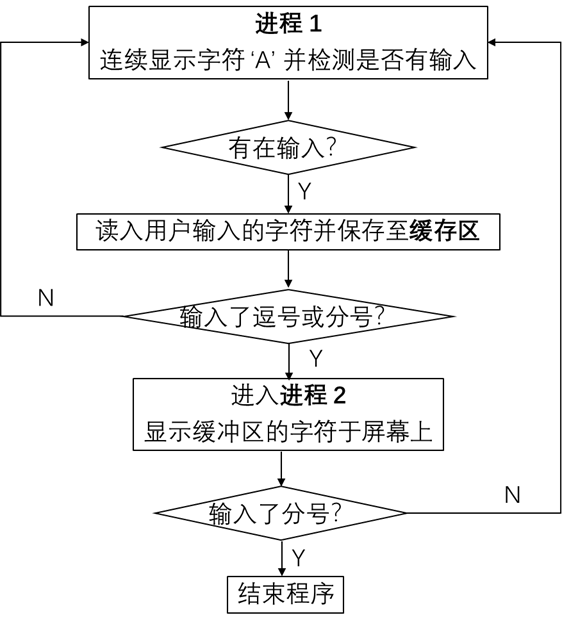 进程 1
连续显示字符‘A’ 并检测是否有输入
有在输入？
Y
读入用户输入的字符并保存至缓存区
N
输入了逗号或分号？
Y
进入进程 2
显示缓冲区的字符于屏幕上
N
输入了分号？
Y
结束程序